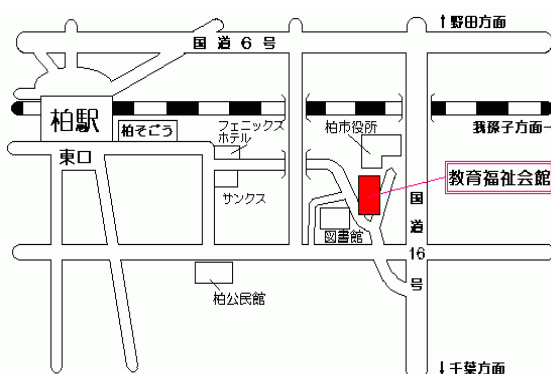 ↑野田方面
国道6号
柏駅
柏そごう
フェニックス
ホテル
柏市役所
我孫子方面→
東口
教育福祉会館
サンクス
図書館
国道16号
柏公民館
↓千葉方面